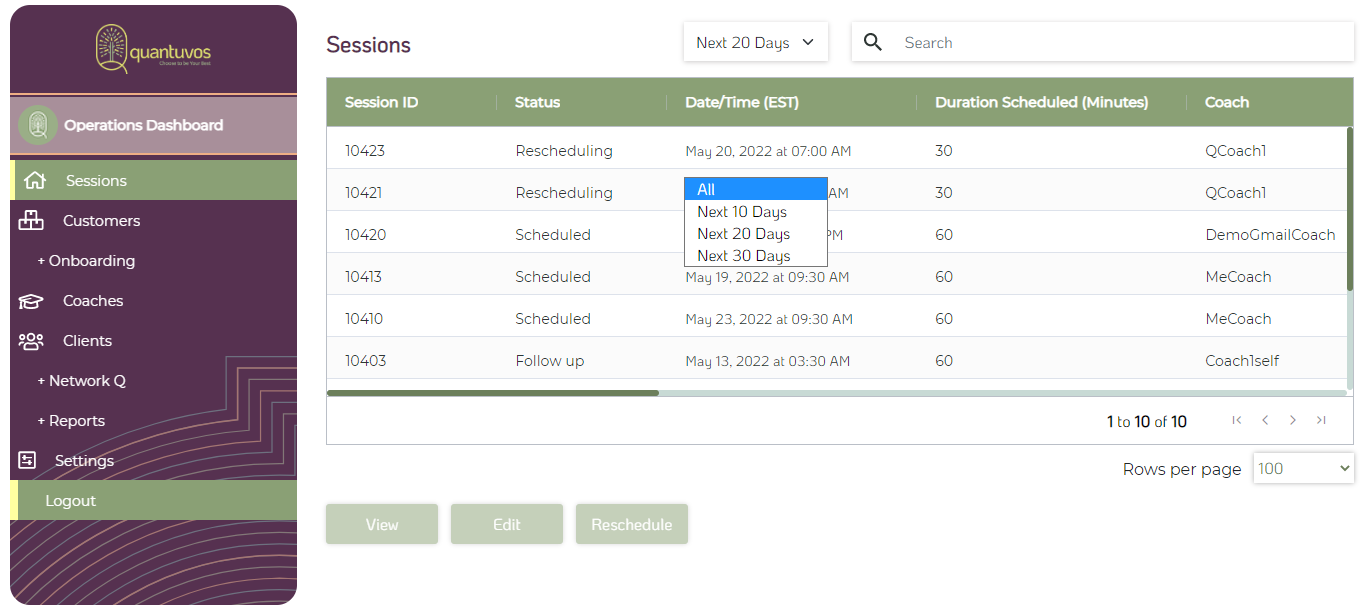 quantuvos
Choose to be Your Best
Operations Dashboard
Sessions
Customers
+ Onboarding
Coaches
Clients
+ Network Q
+ Reports
Settings
Logout
Sessions
Next 20 Days
Search
Session ID Status Date/Time (EST) Duration Scheduled (Minutes) Coach
10423 Rescheduling May 20, 2022 at 07:00 AM 30 QCoach1
10421 Rescheduling AM 30 QCoach1
10420 Scheduled PM 60 DemoGmailCoach
10413 Scheduled May 19, 2022 at 09:30 AM 60 MeCoach
10410 Scheduled May 23, 2022 at 09:30 AM 60 MeCoach
10403 Follow up May 13, 2022 at 03:30 AM 60 Coach1self
All
Next 10 Days
Next 20 Days
Next 30 Days
1 to 10 of 10
Rows per page 100
View Edit Reschedule